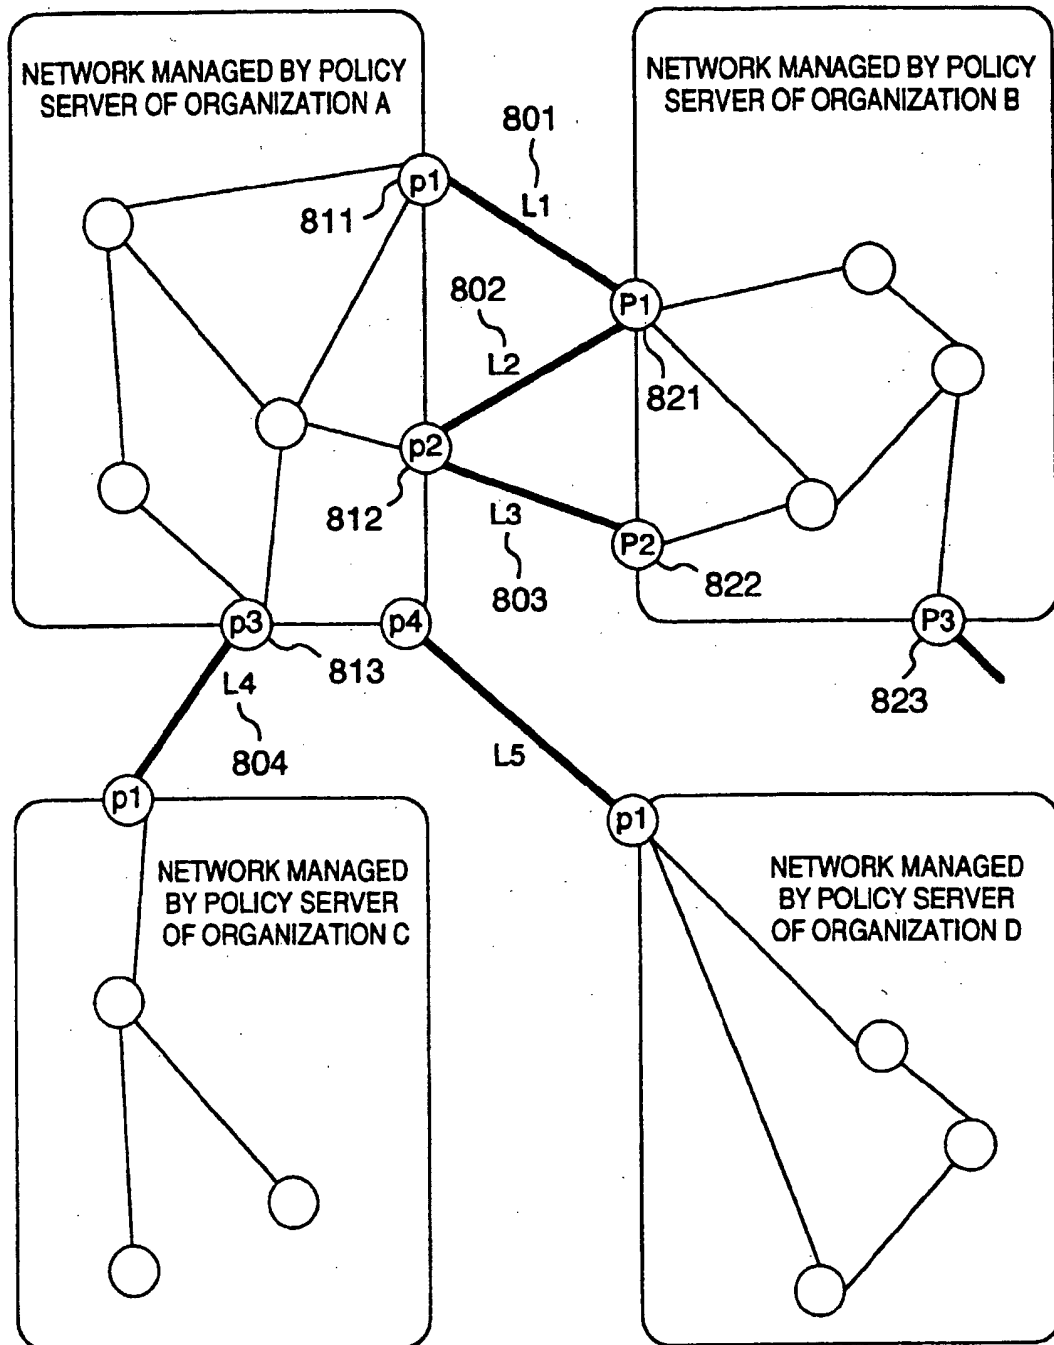 NETWORK MANAGED BY POLICY
SERVER OF ORGANIZATION A
NETWORK MANAGED BY POLICY
SERVER OF ORGANIZATION B
801
p1
811
L1
802
P1
L2
821
p2
812
L3
803
P2
822
p3
813
p4
P3
823
L4
804
L5
p1
p1
NETWORK MANAGED
BY POLICY SERVER
OF ORGANIZATION C
NETWORK MANAGED
BY POLICY SERVER
OF ORGANIZATION D